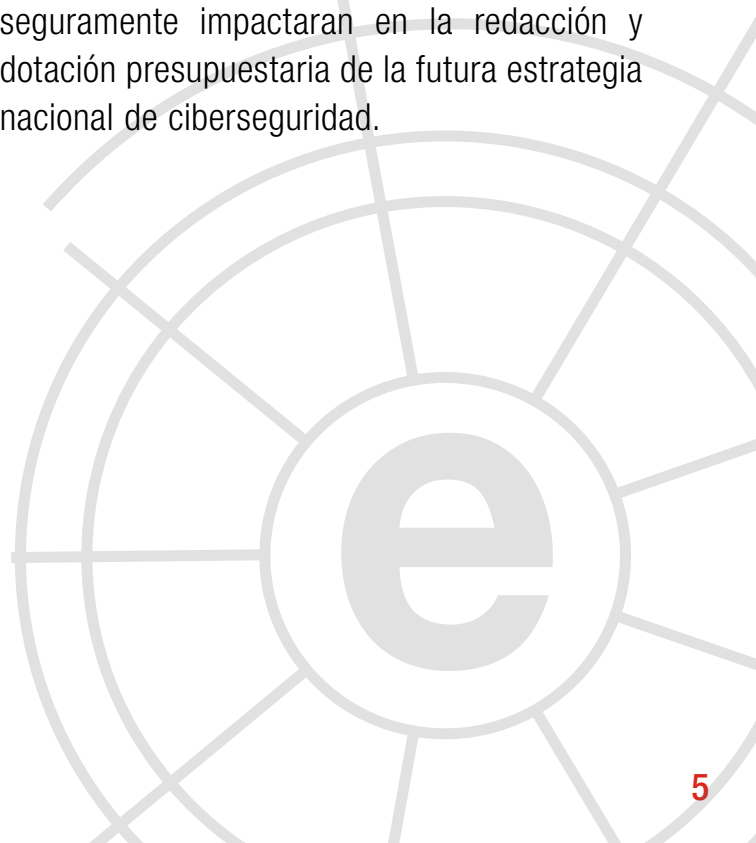 seguramente impactaran en la redacción y
dotación presupuestaria de la futura estrategia
nacional de ciberseguridad.
e
5